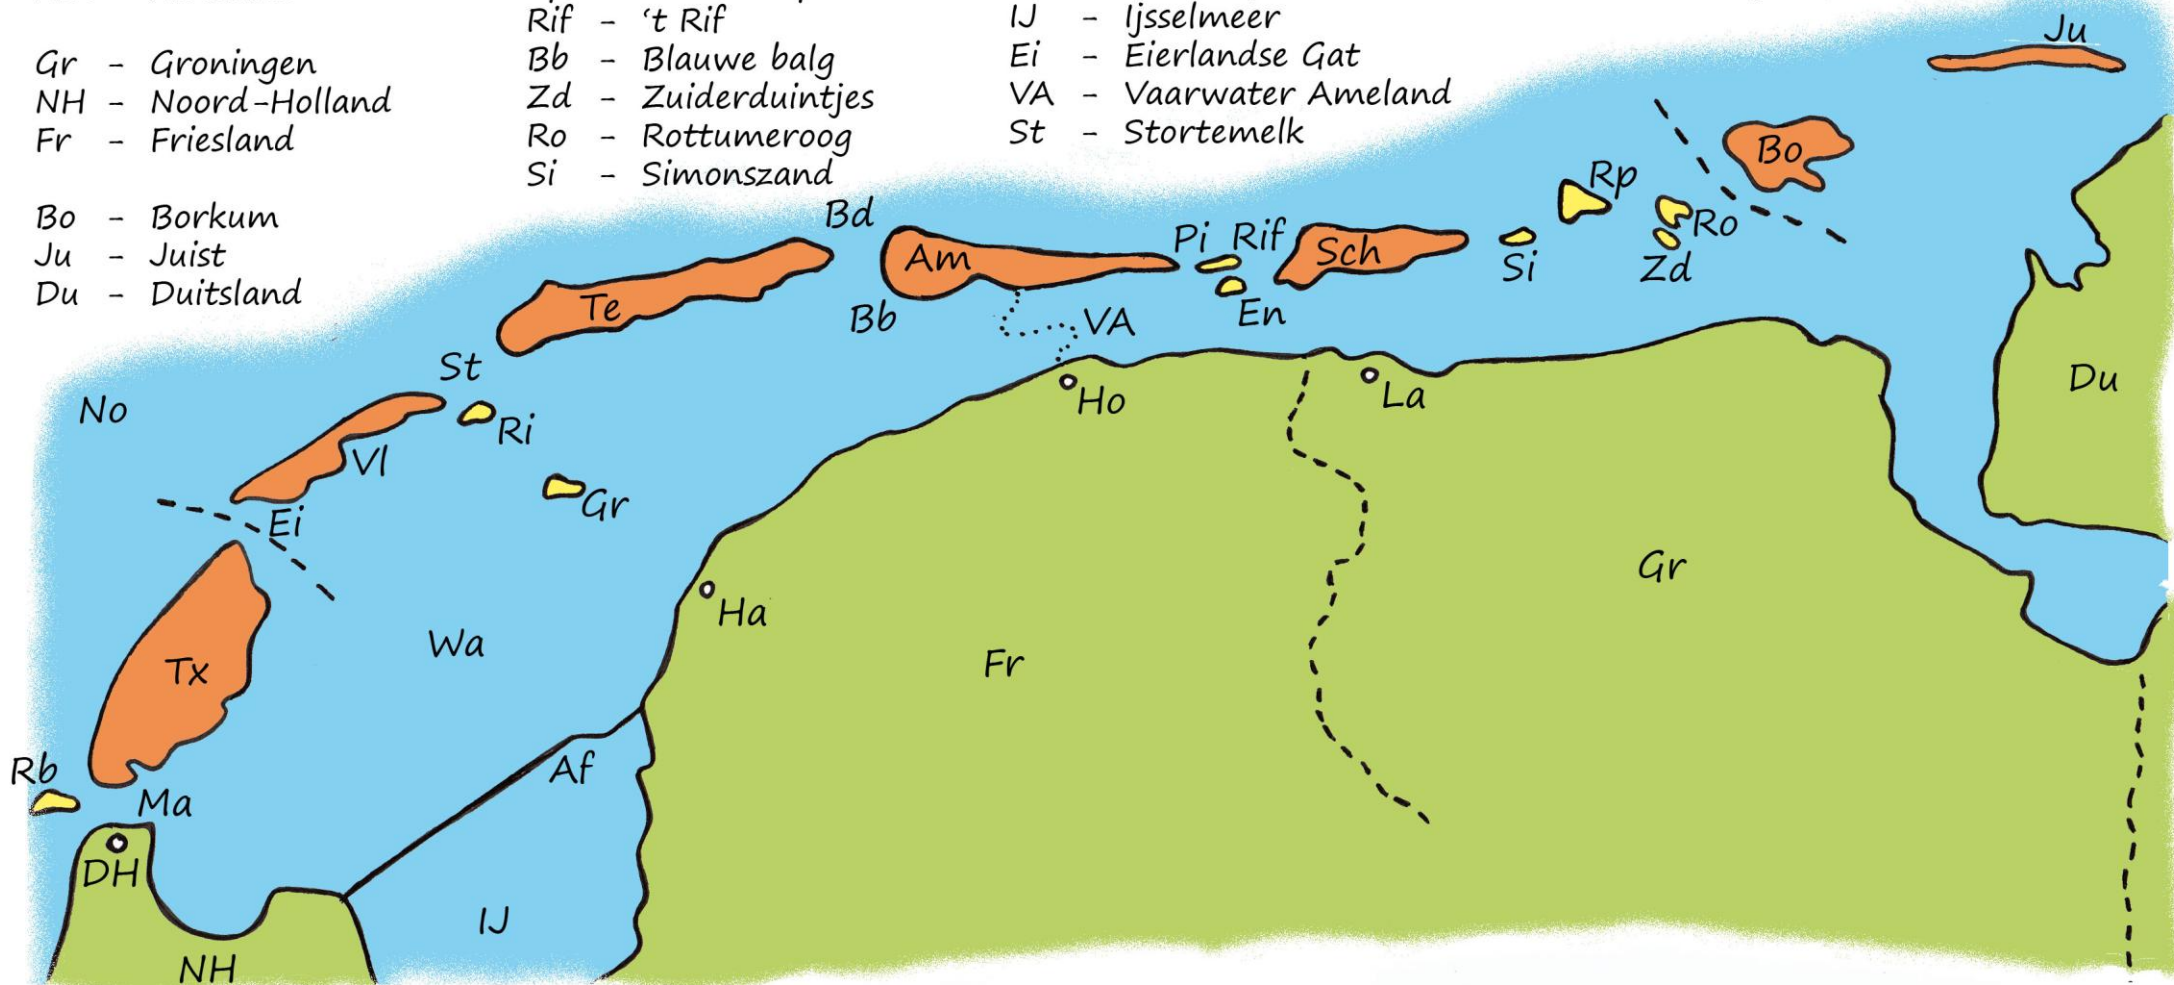 Rif - 't Rif
Bb - Blauwe balg
Zd - Zuiderduintjes
Ro - Rottumeroog
Si - Simonszand
IJ - Ijsselmeer
Ei - Eierlandse Gat
VA - Vaarwater Ameland
St - Stortemelk
Gr - Groningen
NH - Noord-Holland
Fr - Friesland
Bo - Borkum
Ju - Juist
Du - Duitsland
Ju
Bo
Rp
Ro
Zd
Si
Sch
Pi Rif
En
Bd
Am
Bb
VA
Te
St
No
Ri
Vl
Gr
Ei
Ho
La
Du
Ha
Gr
Fr
Wa
Tx
Af
Rb
Ma
DH
IJ
NH